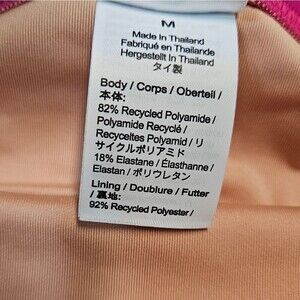 M
Made In Thailand
Fabriqué en Thaïlande
Hergestellt In Thailand
タイ製
Body / Corps / Oberteil /
本体:
82% Recycled Polyamide /
Polyamide Recyclé /
Recyceltes Polyamid / リ
サイクルポリアミド
18% Elastane / Élasthanne /
Elastan / ポリウレタン
Lining / Doublure / Futter
/ 裏地:
92% Recycled Polyester /